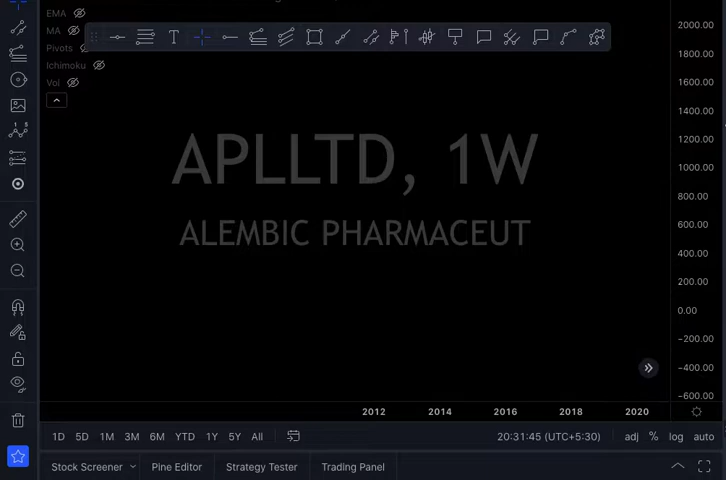 EMA
MA
Pivots
Ichimoku
Vol
T
APLLTD, 1W
ALEMBIC PHARMACEUT
2000.00
1800.00
1600.00
1400.00
1200.00
1000.00
800.00
600.00
400.00
200.00
0.00
−200.00
−400.00
−600.00
2012 2014 2016 2018 2020
1D 5D 1M 3M 6M YTD 1Y 5Y All 20:31:45 (UTC+5:30) adj % log auto
Stock Screener Pine Editor Strategy Tester Trading Panel